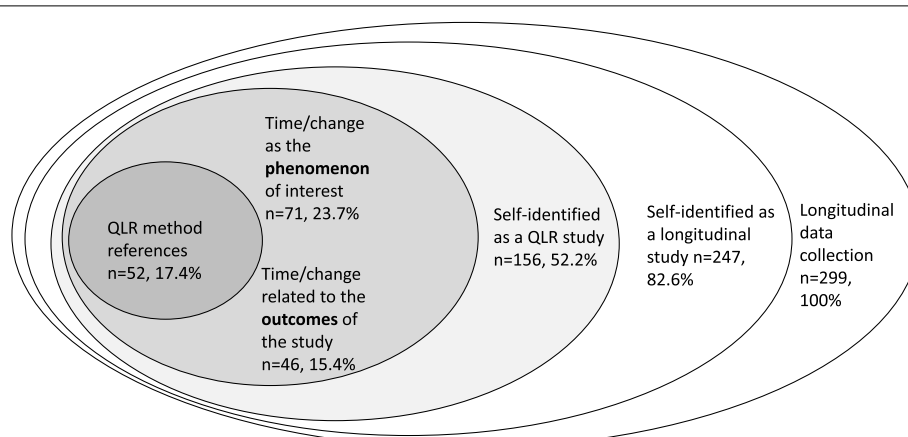 Time/change
as the
phenomenon
of interest
n=71, 23.7%
QLR method
references
n=52, 17.4%
Time/change
related to the
outcomes of
the study
n=46, 15.4%
Self-identified
as a QLR study
n=156, 52.2%
Self-identified as
a longitudinal
study n=247,
82.6%
Longitudinal
data
collection
n=299,
100%